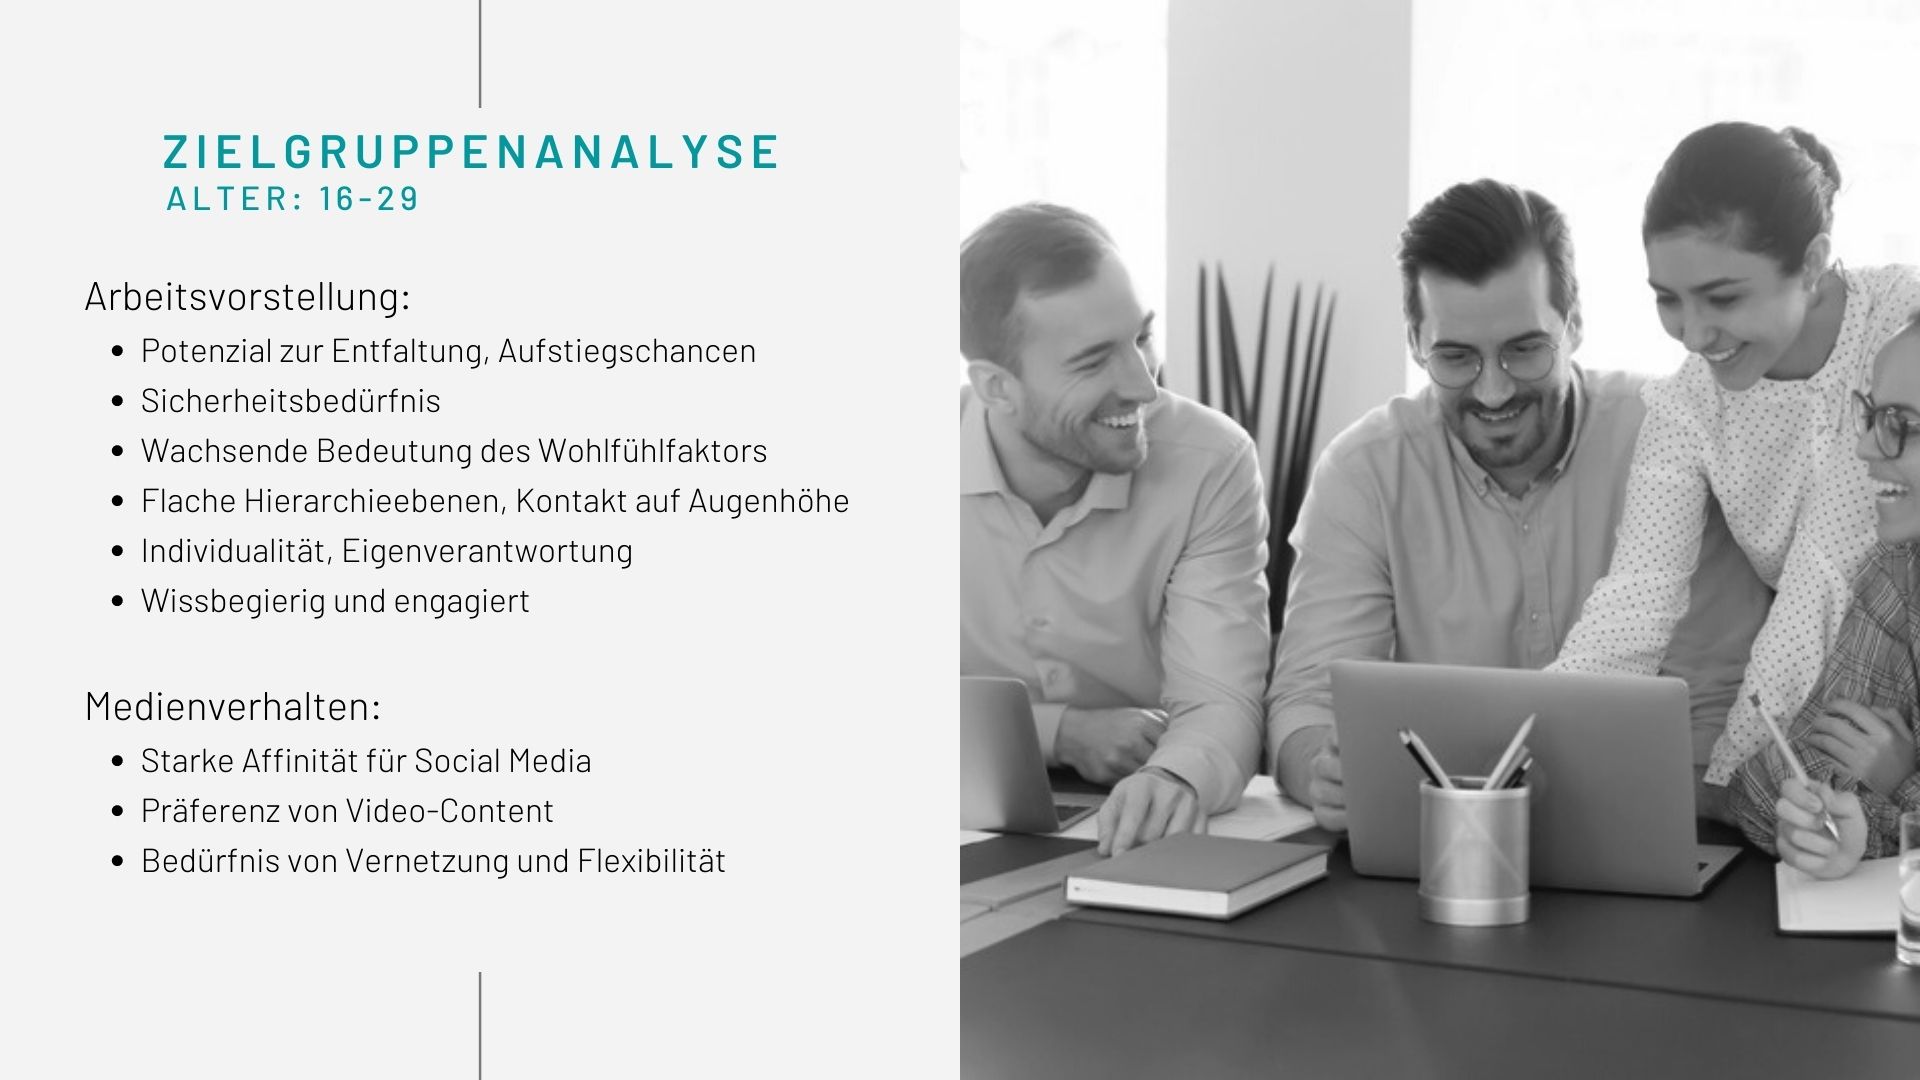 ZIELGRUPPENANALYSE
ALTER: 16-29
Arbeitsvorstellung:
• Potenzial zur Entfaltung, Aufstiegschancen
• Sicherheitsbedürfnis
• Wachsende Bedeutung des Wohlfühlfaktors
• Flache Hierarchieebenen, Kontakt auf Augenhöhe
• Individualität, Eigenverantwortung
• Wissbegierig und engagiert
Medienverhalten:
• Starke Affinität für Social Media
• Präferenz von Video-Content
• Bedürfnis von Vernetzung und Flexibilität